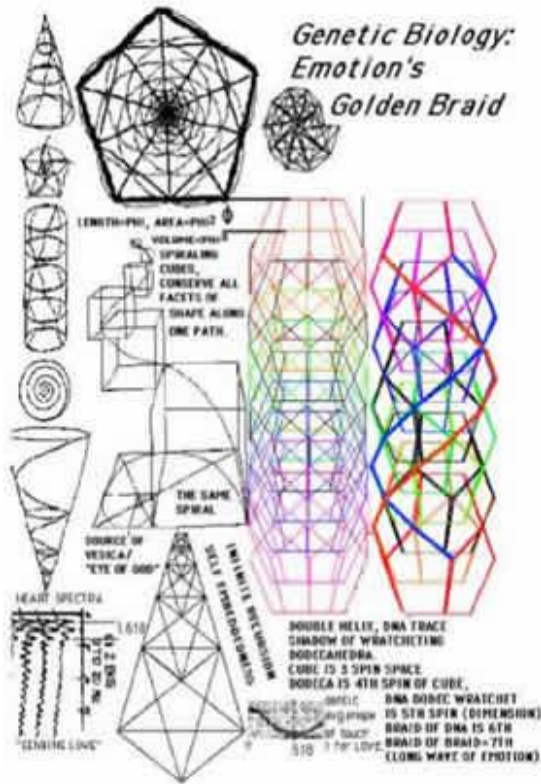 Genetic Biology:
Emotion's
Golden Braid
LENGTH=PHI, AREA=PHI2
VOLUME=PHI3
SPIRALING
CUBES,
CONSERVE ALL
FACETS OF
SHAPE ALONG
ONE PATH.
THE SAME
SPIRAL
SOURCE OF
VESICA/
"EYE OF GOD"
INFINITE RECURSION
SELF EMBEDDEDNESS
HEART SPECTRA
1.618
"SENDING LOVE"
DOUBLE HELIX, DNA TRACE
SHADOW OF WRATCHETING
DODECAHEDRA.
CUBE IS 3 SPIN SPACE
DODECA IS 4TH SPIN OF CUBE,
DNA DODEC WRATCHET
IS 5TH SPIN (DIMENSION)
BRAID OF DNA IS 6TH
BRAID OF BRAID=7TH
(LONG WAVE OF EMOTION)
of touch
for LOVE.